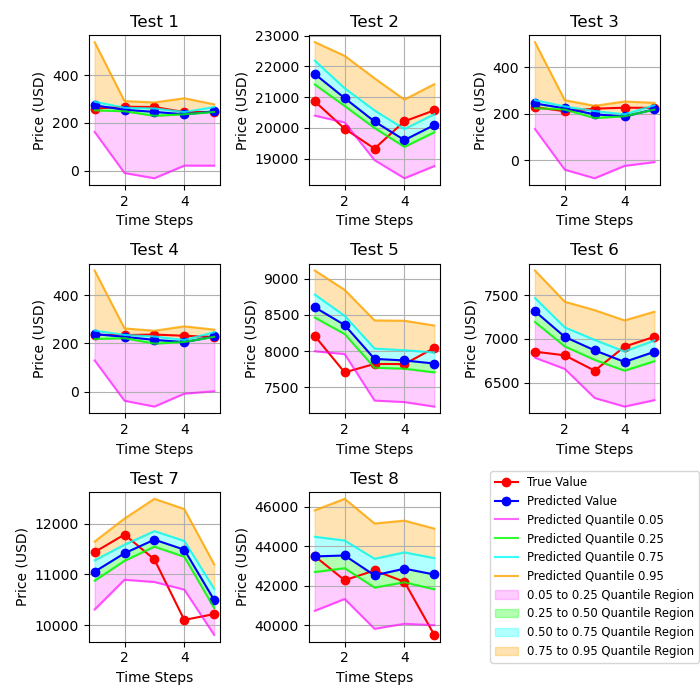 Test 1
Test 2
Test 3
Price (USD)
400
200
0
2
4
Time Steps
Price (USD)
23000
22000
21000
20000
19000
2
4
Time Steps
Price (USD)
400
200
0
2
4
Time Steps
Test 4
Test 5
Test 6
Price (USD)
400
200
0
2
4
Time Steps
Price (USD)
9000
8500
8000
7500
2
4
Time Steps
Price (USD)
7500
7000
6500
2
4
Time Steps
Test 7
Test 8
Price (USD)
12000
11000
10000
2
4
Time Steps
Price (USD)
46000
44000
42000
40000
2
4
Time Steps
True Value
Predicted Value
Predicted Quantile 0.05
Predicted Quantile 0.25
Predicted Quantile 0.75
Predicted Quantile 0.95
0.05 to 0.25 Quantile Region
0.25 to 0.50 Quantile Region
0.50 to 0.75 Quantile Region
0.75 to 0.95 Quantile Region